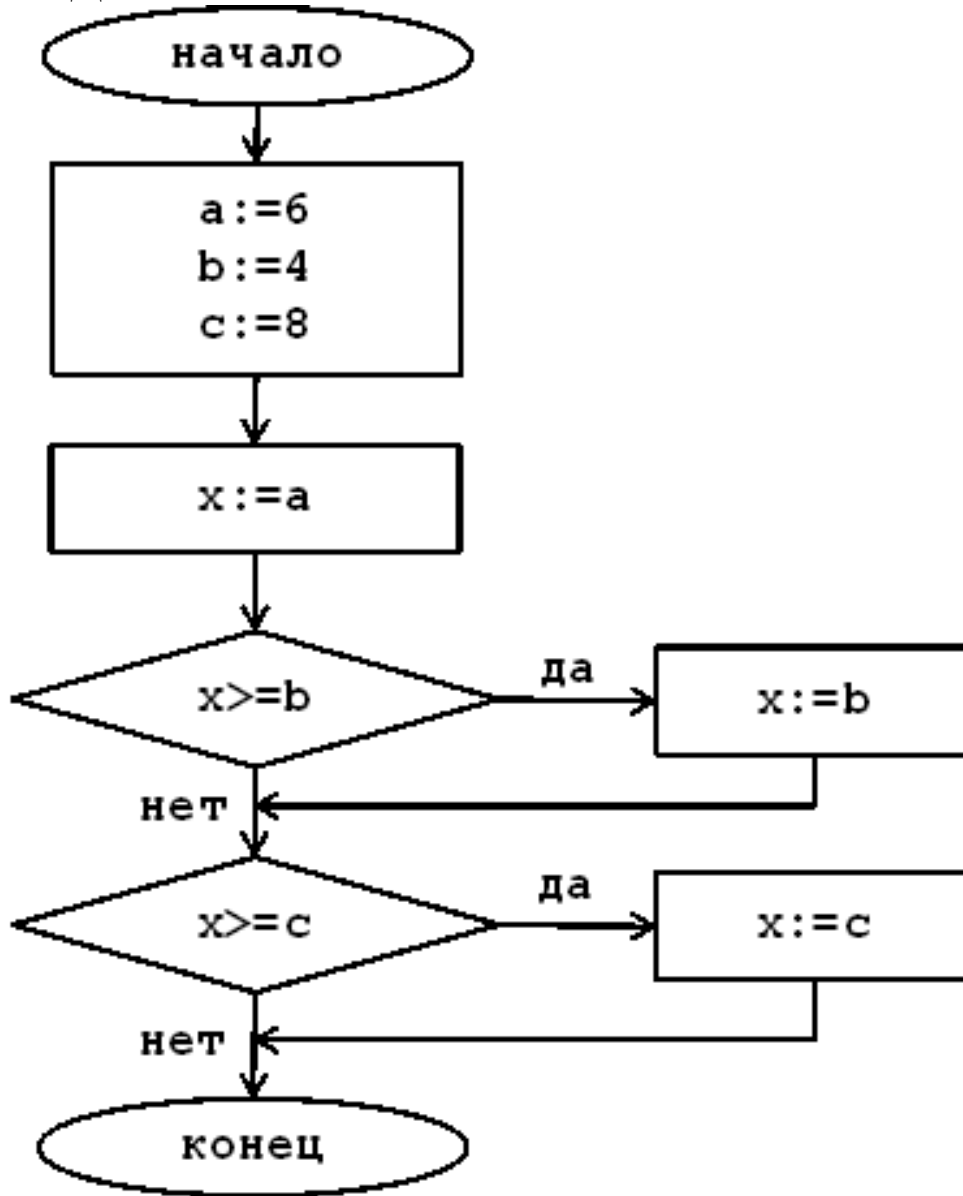 начало
a:=6
b:=4
c:=8
x:=a
x>=b
да
x:=b
нет
x>=c
да
x:=c
нет
конец